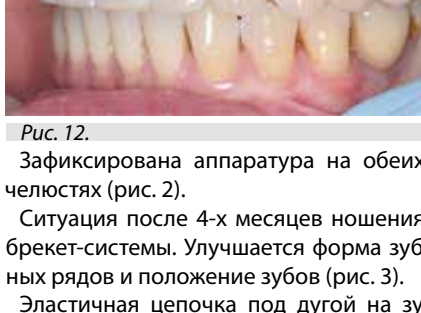 Рис. 12.
Зафиксирована аппаратура на обеих
челюстях (рис. 2).
Ситуация после 4-х месяцев ношения
брекет-системы. Улучшается форма зуб
ных рядов и положение зубов (рис. 3).
Эластичная цепочка под дугой на зу